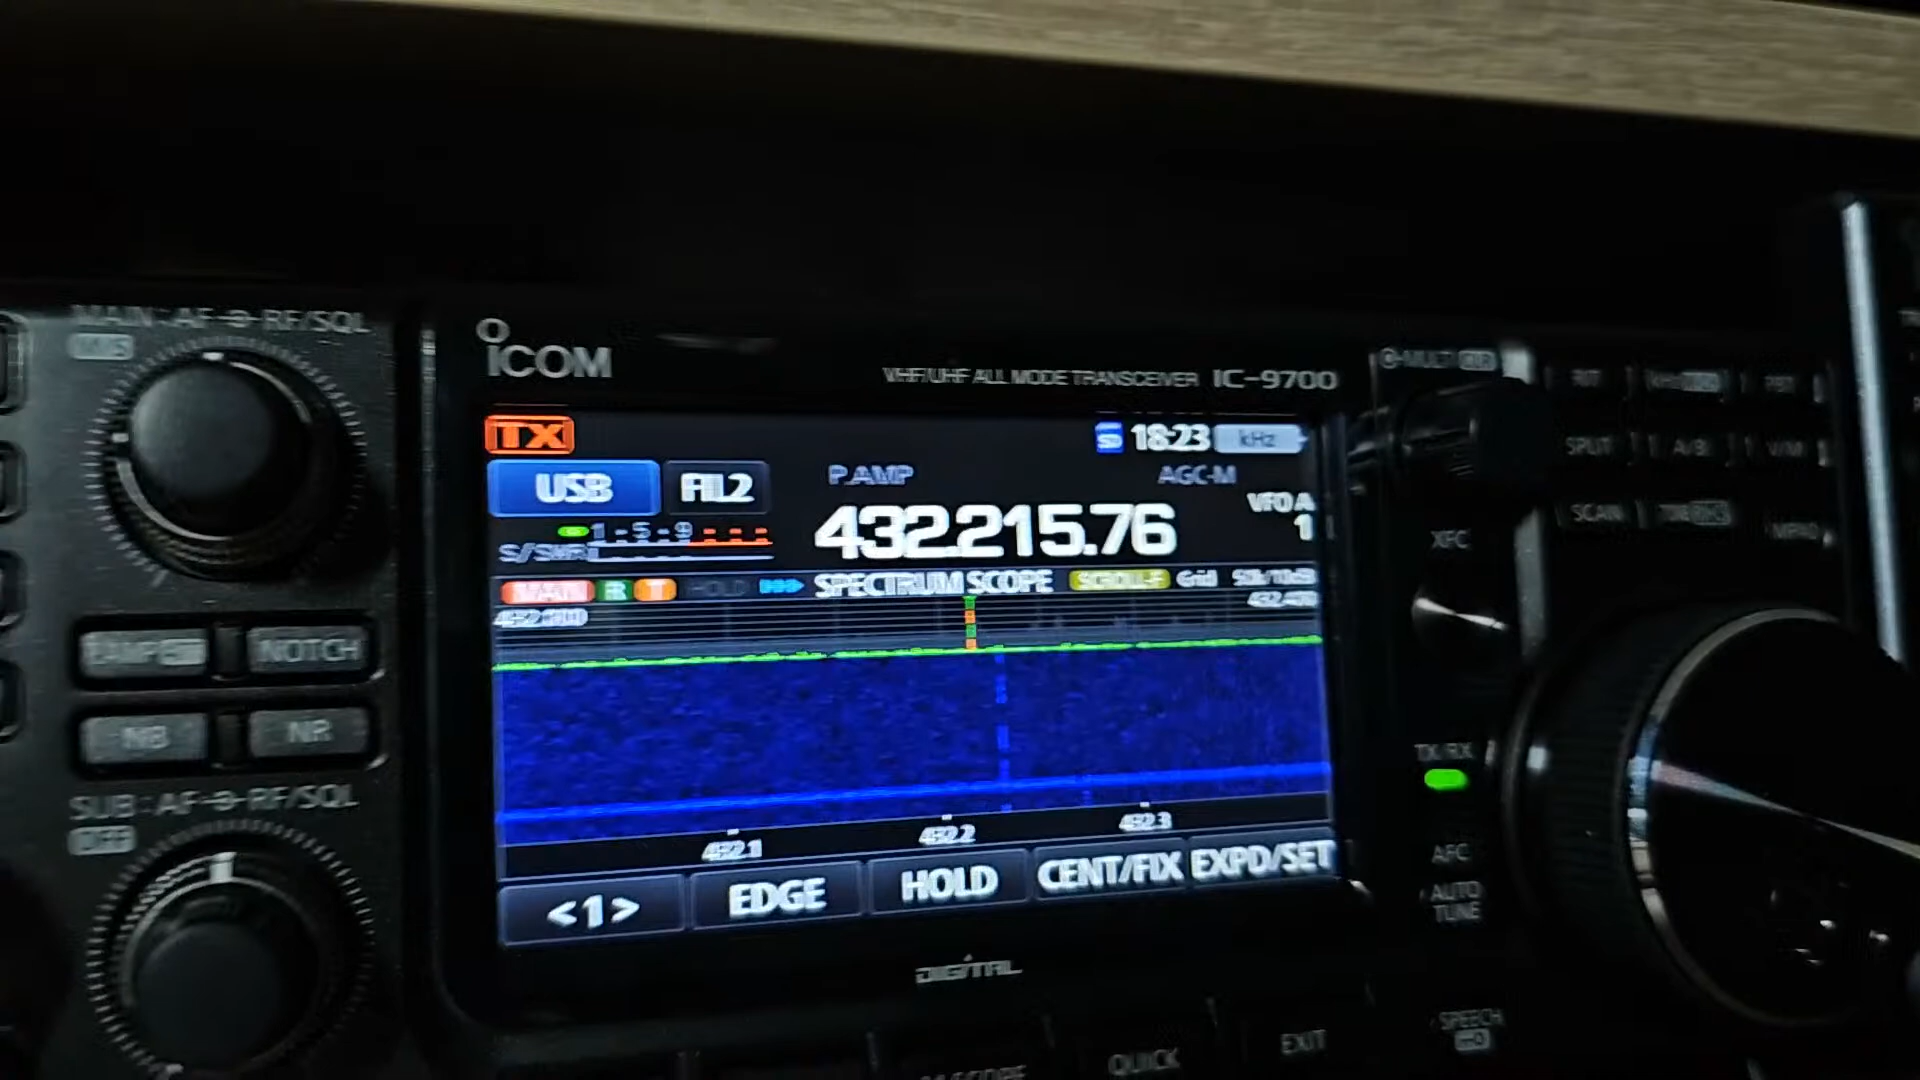 MAIN : AF RF/SQL
ICOM
VHF/UHF ALL MODE TRANSCEIVER IC-9700
TX
18:23 kHz
USB FIL2 P.AMP AGC-M
VFO A
432.215.76 1
1 - 5 - 9
S/SWR
MAIN R T HOLD SPECTRUM SCOPE SCROLL-F Grid
SPLIT A/B V/M
SCAN
XFC
NOTCH
NB NR
TX RX
SUB : AF RF/SQL
432.1 432.2 432.3
<1> EDGE HOLD CENT/FIX EXPD/SET
AFC
AUTO
TUNE
DIGITAL
SPEECH
QUICK EXIT